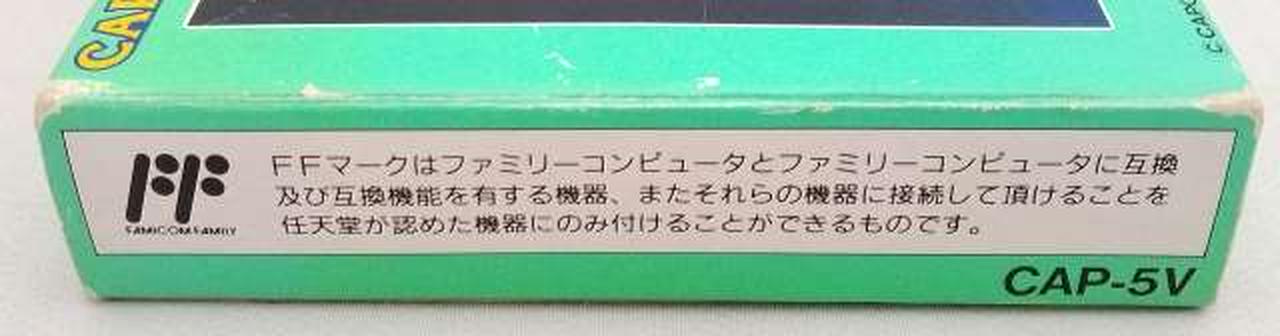 CAP
© CAPC
FFマークはファミリーコンピュータとファミリーコンピュータに互換
及び互換機能を有する機器、またそれらの機器に接続して頂けることを
任天堂が認めた機器にのみ付けることができるものです。
FAMICOM FAMILY
CAP-5V